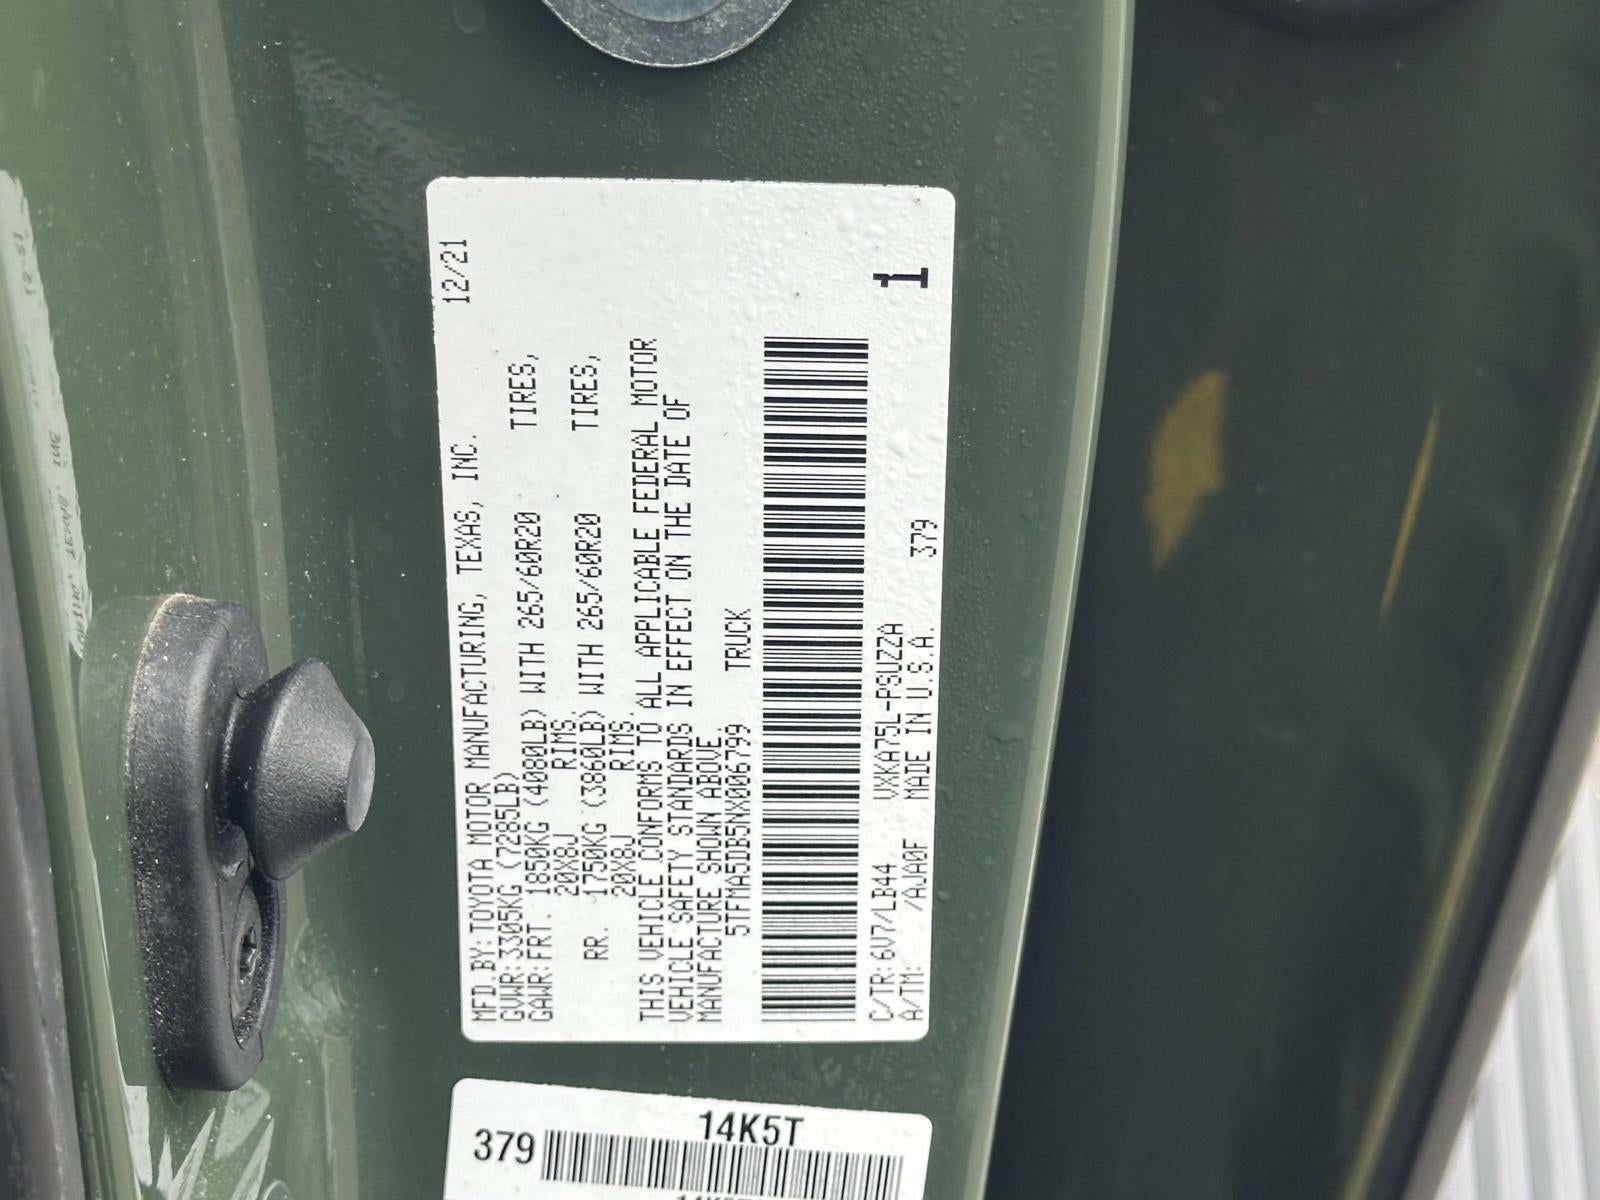 MFD.BY:TOYOTA MOTOR MANUFACTURING, TEXAS, INC. 12/21
GVWR:3305KG (7285LB)
GAWR:FRT. 1850KG (4080LB) WITH 265/60R20 TIRES,
20X8J RIMS,
RR. 1750KG (3860LB) WITH 265/60R20 TIRES,
20X8J RIMS.
THIS VEHICLE CONFORMS TO ALL APPLICABLE FEDERAL MOTOR
VEHICLE SAFETY STANDARDS IN EFFECT ON THE DATE OF
MANUFACTURE SHOWN ABOVE.
5TFMA5DB5NX006799 TRUCK
C/TR:6V7/LB44 VXKA75L-PSUZZA
A/TM: /AJA0F MADE IN U.S.A. 379 1
14K5T
379